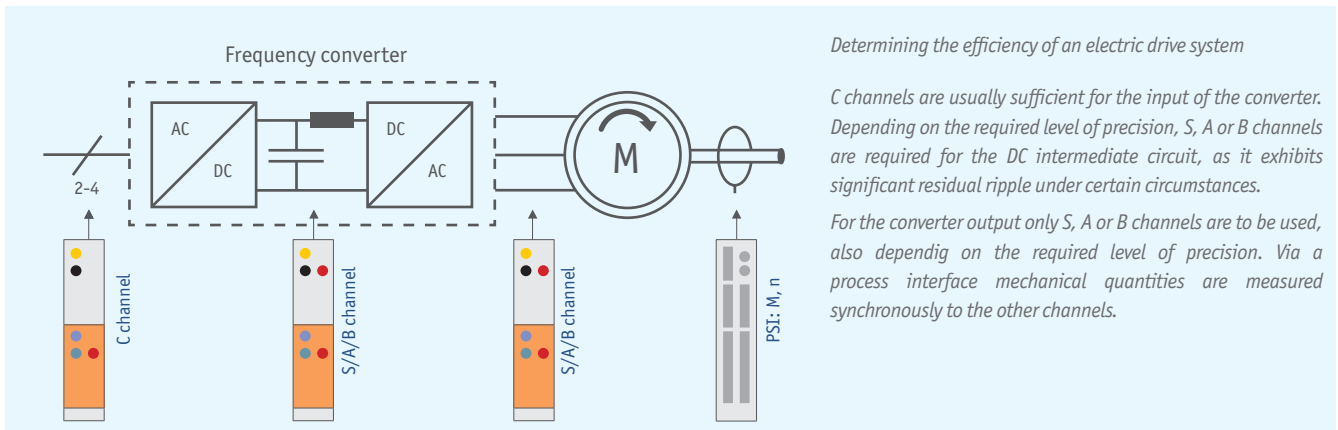 Frequency converter
AC
DC
DC
AC
M
2-4
C channel
S/A/B channel
S/A/B channel
PSI: M, n
Determining the efficiency of an electric drive system
C channels are usually sufficient for the input of the converter.
Depending on the required level of precision, S, A or B channels
are required for the DC intermediate circuit, as it exhibits
significant residual ripple under certain circumstances.
For the converter output only S, A or B channels are to be used,
also dependig on the required level of precision. Via a
process interface mechanical quantities are measured
synchronously to the other channels.